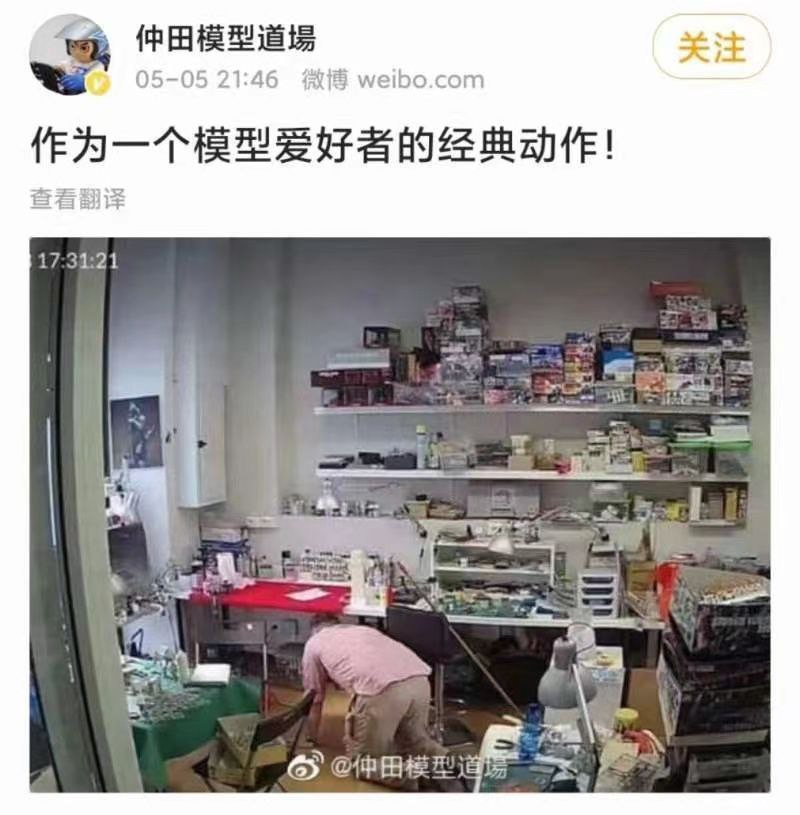 仲田模型道場
05-05 21:46 微博 weibo.com
关注
作为一个模型爱好者的经典动作!
查看翻译
17:31:21
@仲田模型道場